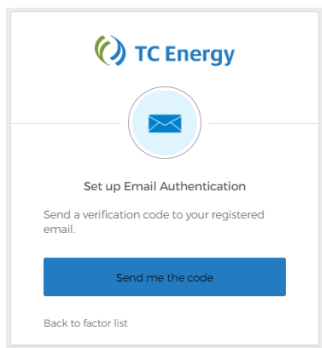 TC Energy
Set up Email Authentication
Send a verification code to your registered
email.
Send me the code
Back to factor list